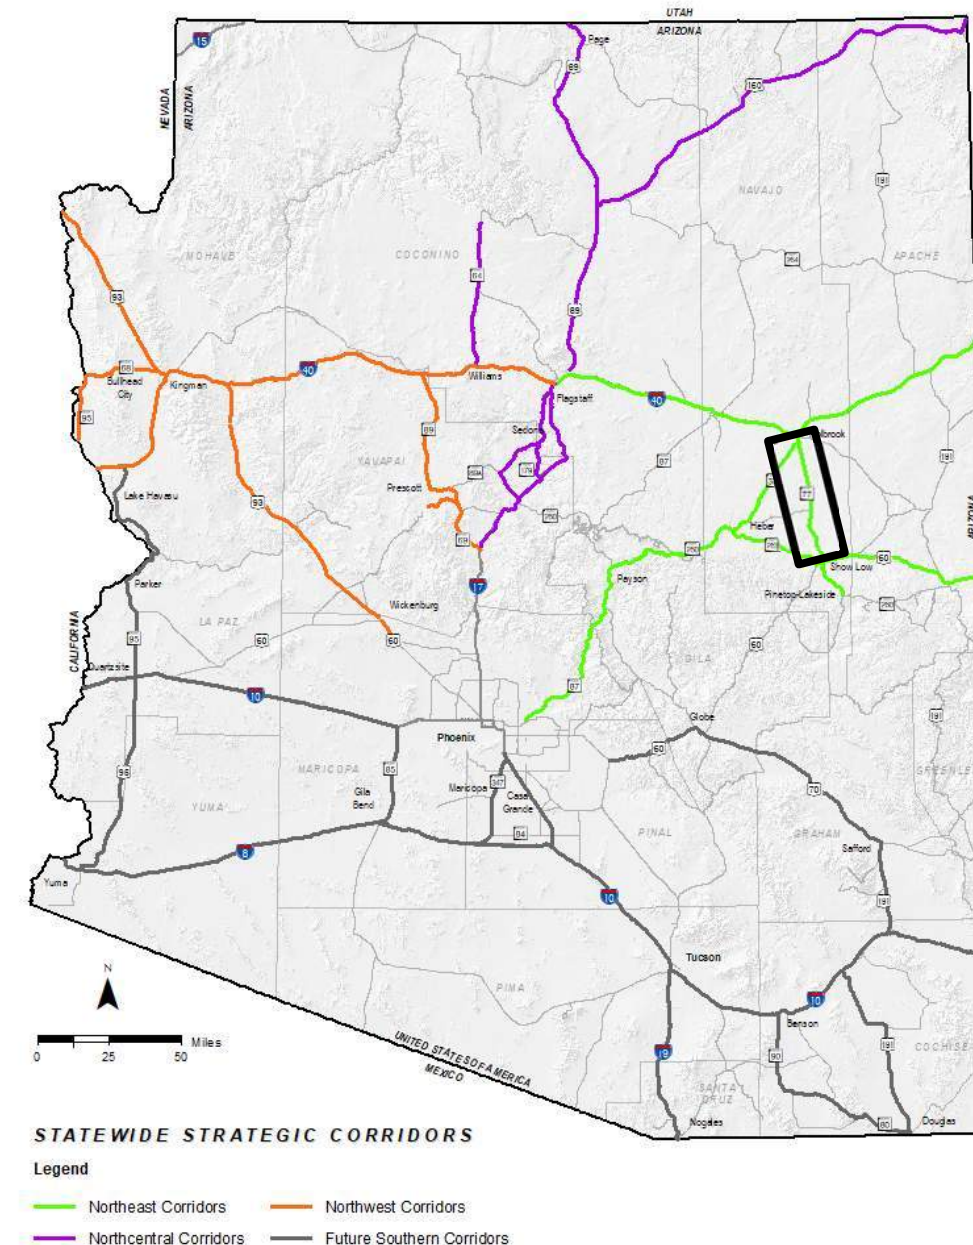 UTAH
ARIZONA
15
Page
89
160
NEVADA
ARIZONA
NAVAJO
191
MOHAVE
COCONINO
264
APACHE
64
93
89
68
Bullhead
City
Kingman
40
Williams
Flagstaff
40
95
89
Sedona
Holbrook
87
191
YAVAPAI
179
77
Prescott
Lake Havasu
93
260
Heber
69
260
60
Show Low
Payson
Pinetop-Lakeside
260
17
Parker
Wickenburg
LA PAZ
60
60
60
GILA
CALIFORNIA
95
Quartzsite
87
10
Globe
191
Phoenix
60
MARICOPA
85
Maricopa
347
Casa
Grande
GREENLE
95
YUMA
Gila
Bend
70
84
PINAL
GRAHAM
Safford
8
Yuma
10
191
N
Tucson
PIMA
10
Benson
0 25 50 Miles
UNITED STATES OF AMERICA
MEXICO
19
90
191
COCHISE
SANTA
CRUZ
Nogales
80
Douglas
STATEWIDE STRATEGIC CORRIDORS
Legend
Northeast Corridors
Northwest Corridors
Northcentral Corridors
Future Southern Corridors